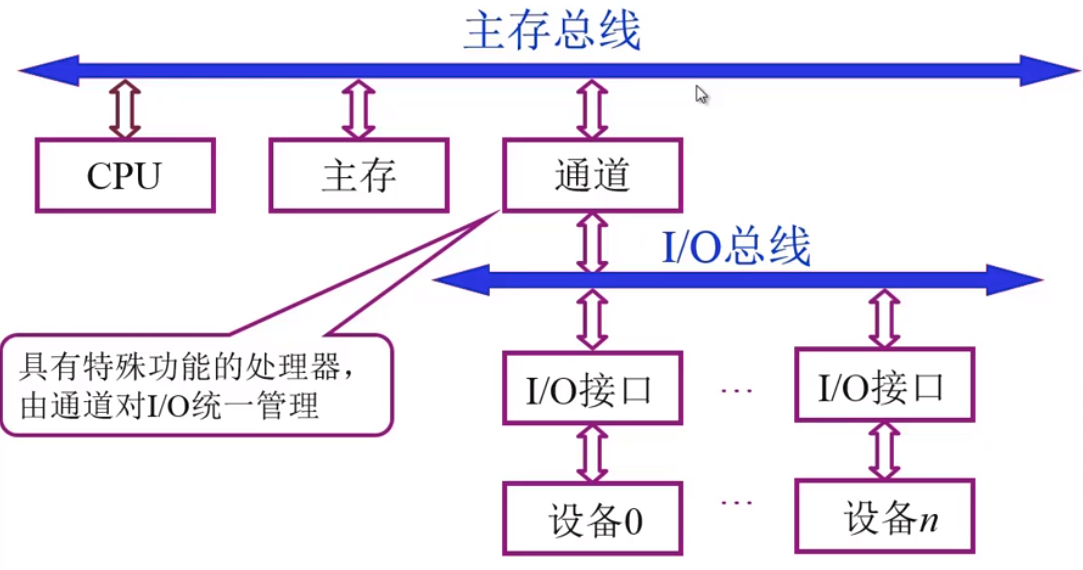 主存总线
CPU
主存
通道
I/O总线
具有特殊功能的处理器，
由通道对I/O统一管理
I/O接口
…
I/O接口
设备0
…
设备n